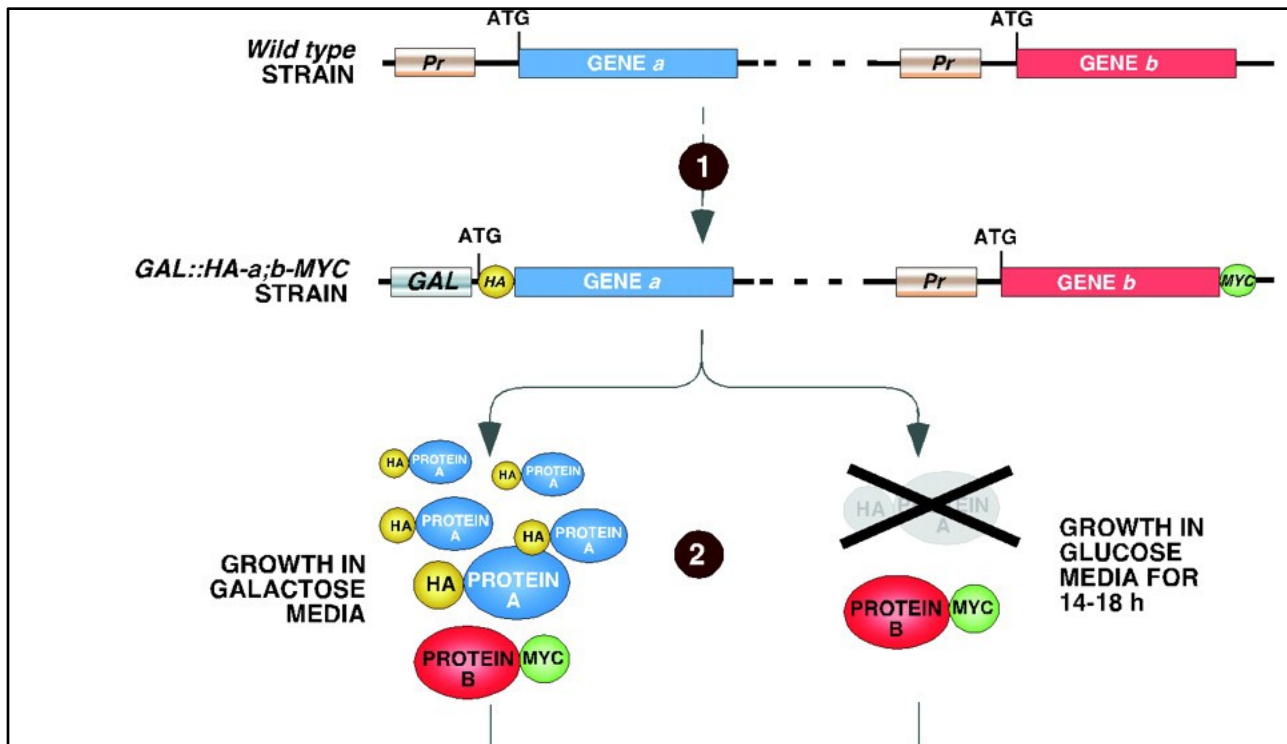 ATG
ATG
Wild type
STRAIN
Pr
GENE a
Pr
GENE b
1
ATG
ATG
GAL::HA-a;b-MYC
STRAIN
GAL
HA
GENE a
Pr
GENE b
MYC
HA
PROTEIN
A
HA
PROTEIN
A
HA
PROTEIN
A
HA
PROTEIN
A
HA
PROTEIN
A
PROTEIN
B
MYC
GROWTH IN
GALACTOSE
MEDIA
2
HA
PROTEIN
A
PROTEIN
B
MYC
GROWTH IN
GLUCOSE
MEDIA FOR
14-18 h